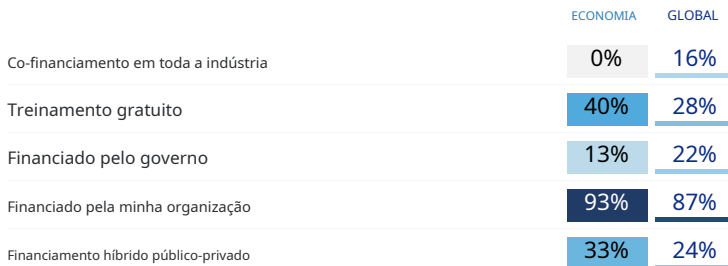 ECONOMIA GLOBAL
Co-financiamento em toda a indústria 0% 16%
Treinamento gratuito 40% 28%
Financiado pelo governo 13% 22%
Financiado pela minha organização 93% 87%
Financiamento híbrido público-privado 33% 24%